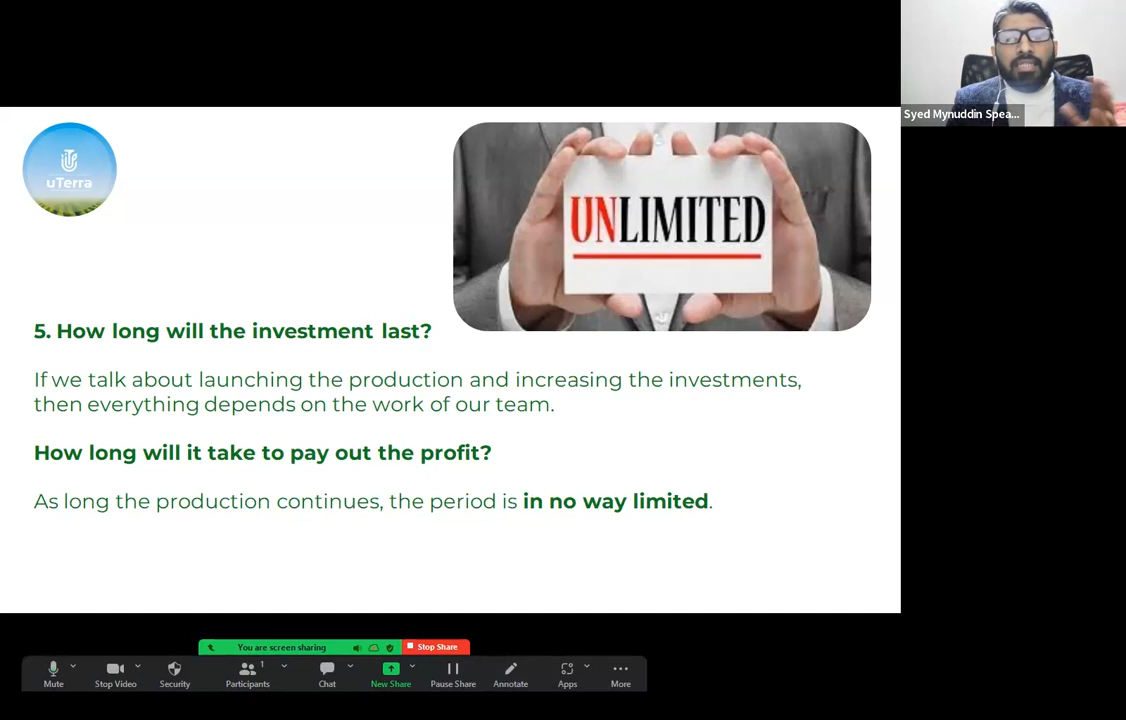 Syed Mynuddin Spea...
uTerra
UNLIMITED
5. How long will the investment last?
If we talk about launching the production and increasing the investments,
then everything depends on the work of our team.
How long will it take to pay out the profit?
As long the production continues, the period is in no way limited.
You are screen sharing
Stop Share
1
Mute
Stop Video
Security
Participants
Chat
New Share
Pause Share
Annotate
Apps
More